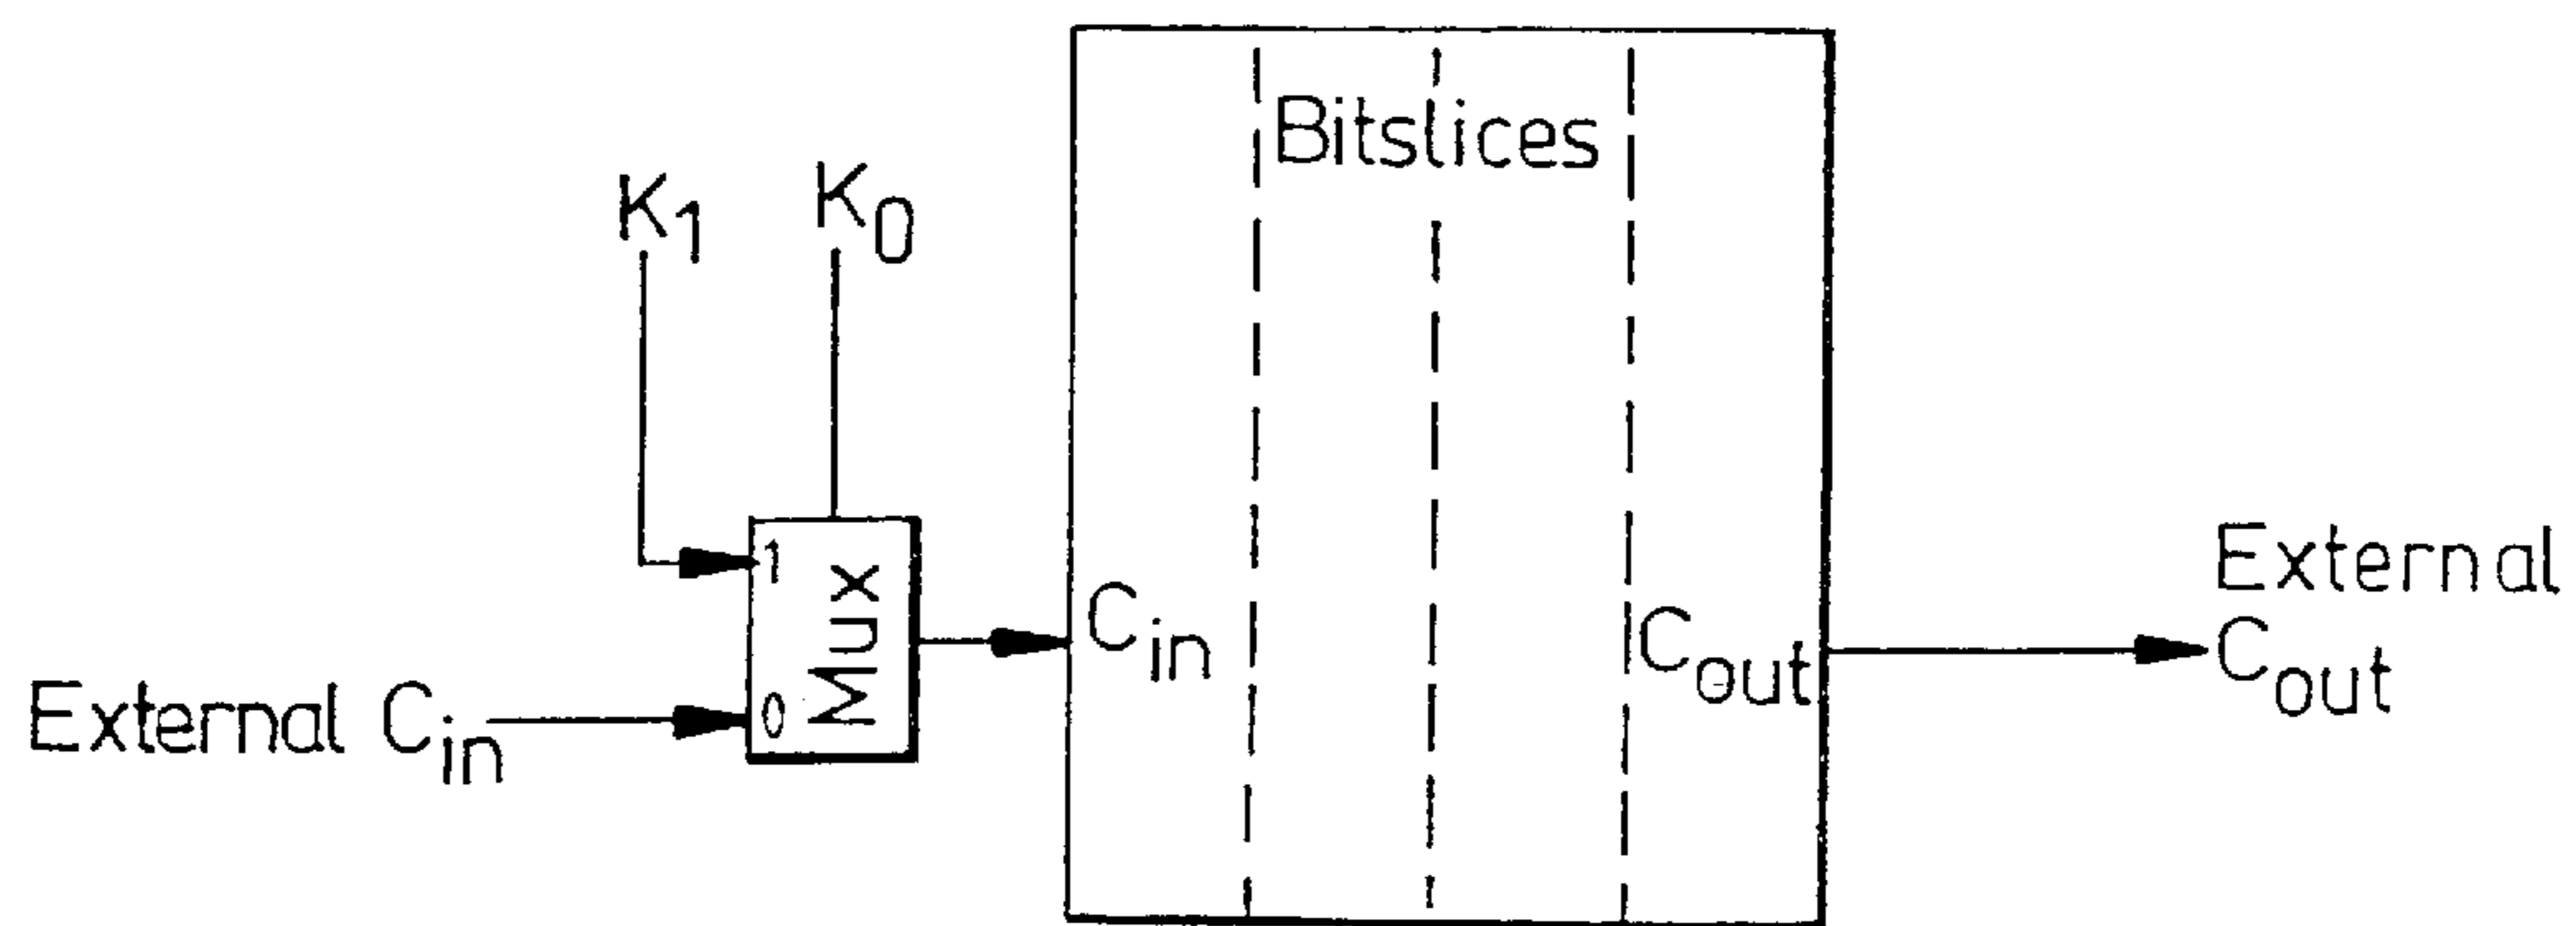 Bitslices
K1
K0
1
Mux
0
External Cin
Cin
Cout
External
Cout